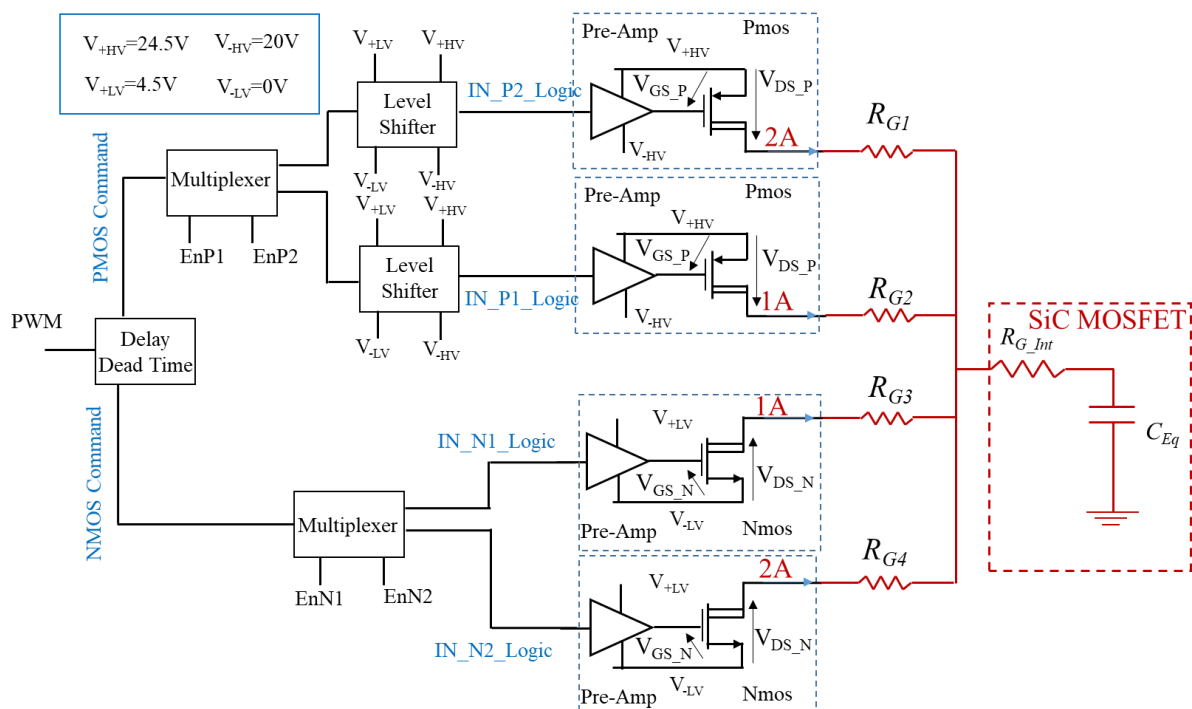 V+HV=24.5V
V-HV=20V
V+LV=4.5V
V-LV=0V
V+LV
V+HV
Level
Shifter
V-LV
V-HV
IN_P2_Logic
Pre-Amp
Pmos
V+HV
VGS_P
VDS_P
V-HV
2A
RG1
PMOS Command
Multiplexer
EnP1
EnP2
V+LV
V+HV
Level
Shifter
V-LV
V-HV
IN_P1_Logic
Pre-Amp
Pmos
V+HV
VGS_P
VDS_P
V-HV
1A
RG2
PWM
Delay
Dead Time
SiC MOSFET
RG_Int
CEq
NMOS Command
Multiplexer
EnN1
EnN2
IN_N1_Logic
V+LV
1A
RG3
VGS_N
VDS_N
V-LV
Pre-Amp
Nmos
IN_N2_Logic
V+LV
2A
RG4
VGS_N
VDS_N
V-LV
Pre-Amp
Nmos